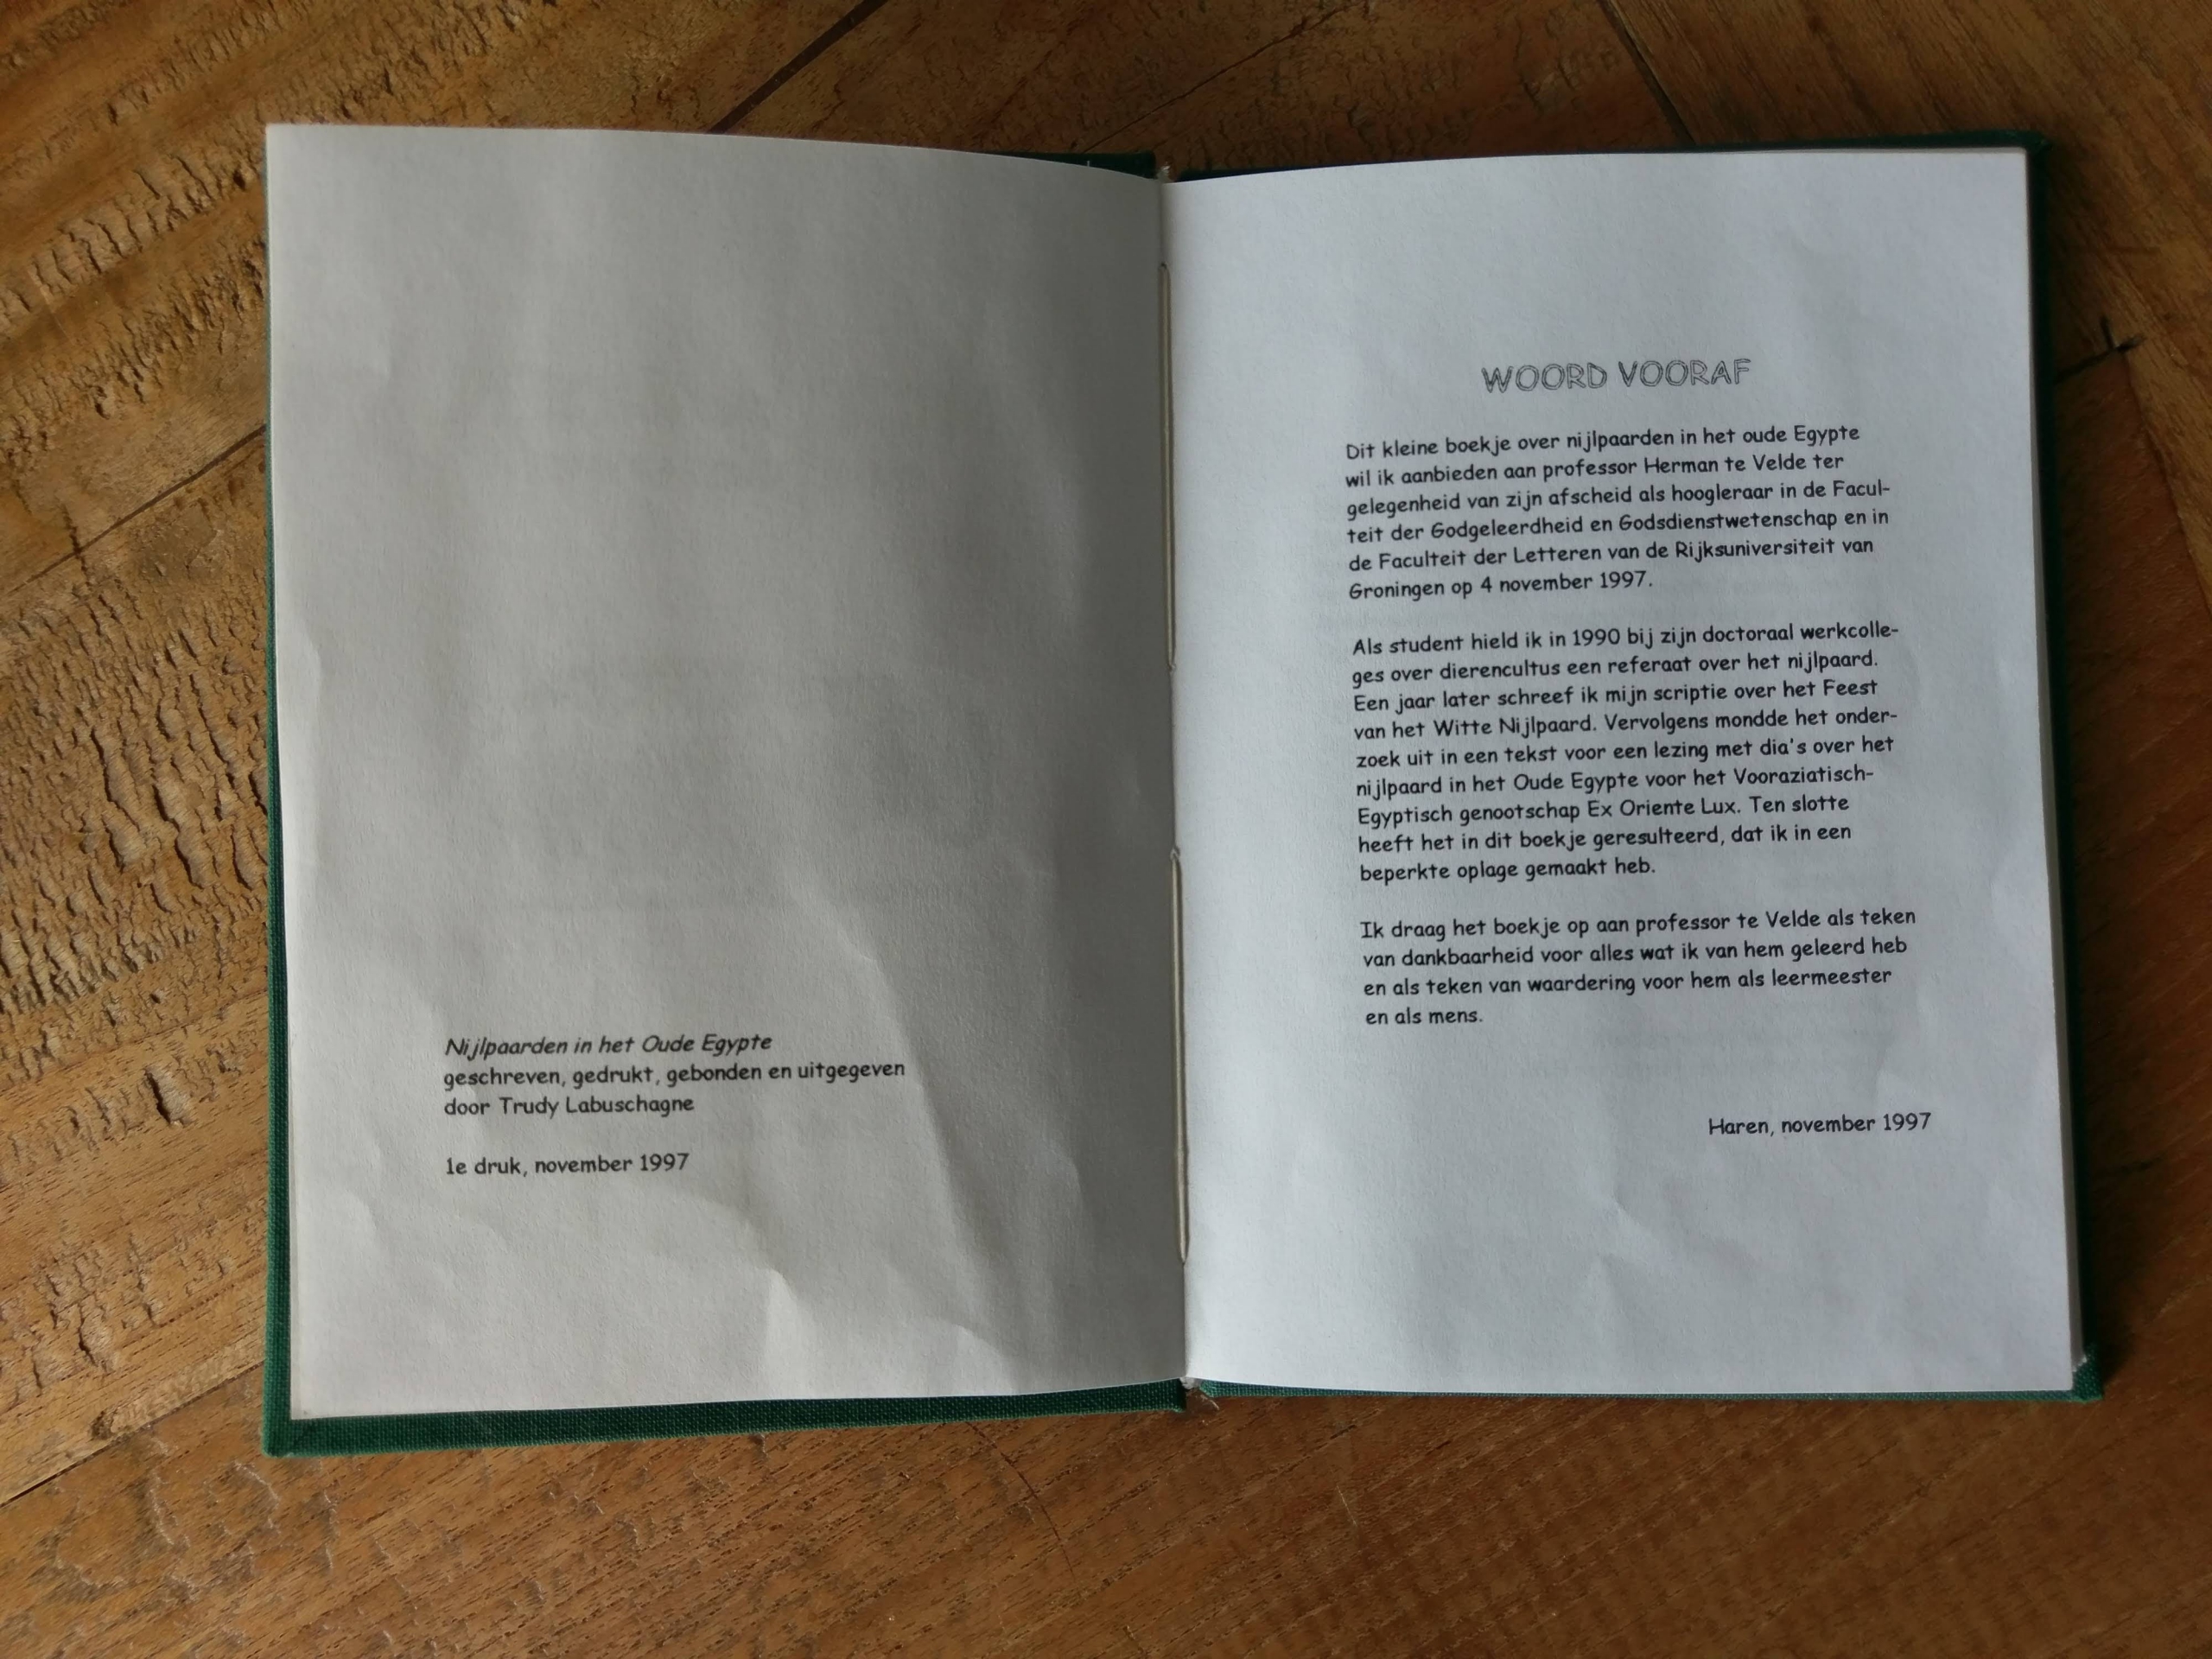 Nijlpaarden in het Oude Egypte
geschreven, gedrukt, gebonden en uitgegeven
door Trudy Labuschagne
1e druk, november 1997
WOORD VOORAF
Dit kleine boekje over nijlpaarden in het oude Egypte
wil ik aanbieden aan professor Herman te Velde ter
gelegenheid van zijn afscheid als hoogleraar in de Facul-
teit der Godgeleerdheid en Godsdienstwetenschap en in
de Faculteit der Letteren van de Rijksuniversiteit van
Groningen op 4 november 1997.
Als student hield ik in 1990 bij zijn doctoraal werkcolle-
ges over dierencultus een referaat over het nijlpaard.
Een jaar later schreef ik mijn scriptie over het Feest
van het Witte Nijlpaard. Vervolgens mondde het onder-
zoek uit in een tekst voor een lezing met dia's over het
nijlpaard in het Oude Egypte voor het Vooraziatisch-
Egyptisch genootschap Ex Oriente Lux. Ten slotte
heeft het in dit boekje geresulteerd, dat ik in een
beperkte oplage gemaakt heb.
Ik draag het boekje op aan professor te Velde als teken
van dankbaarheid voor alles wat ik van hem geleerd heb
en als teken van waardering voor hem als leermeester
en als mens.
Haren, november 1997